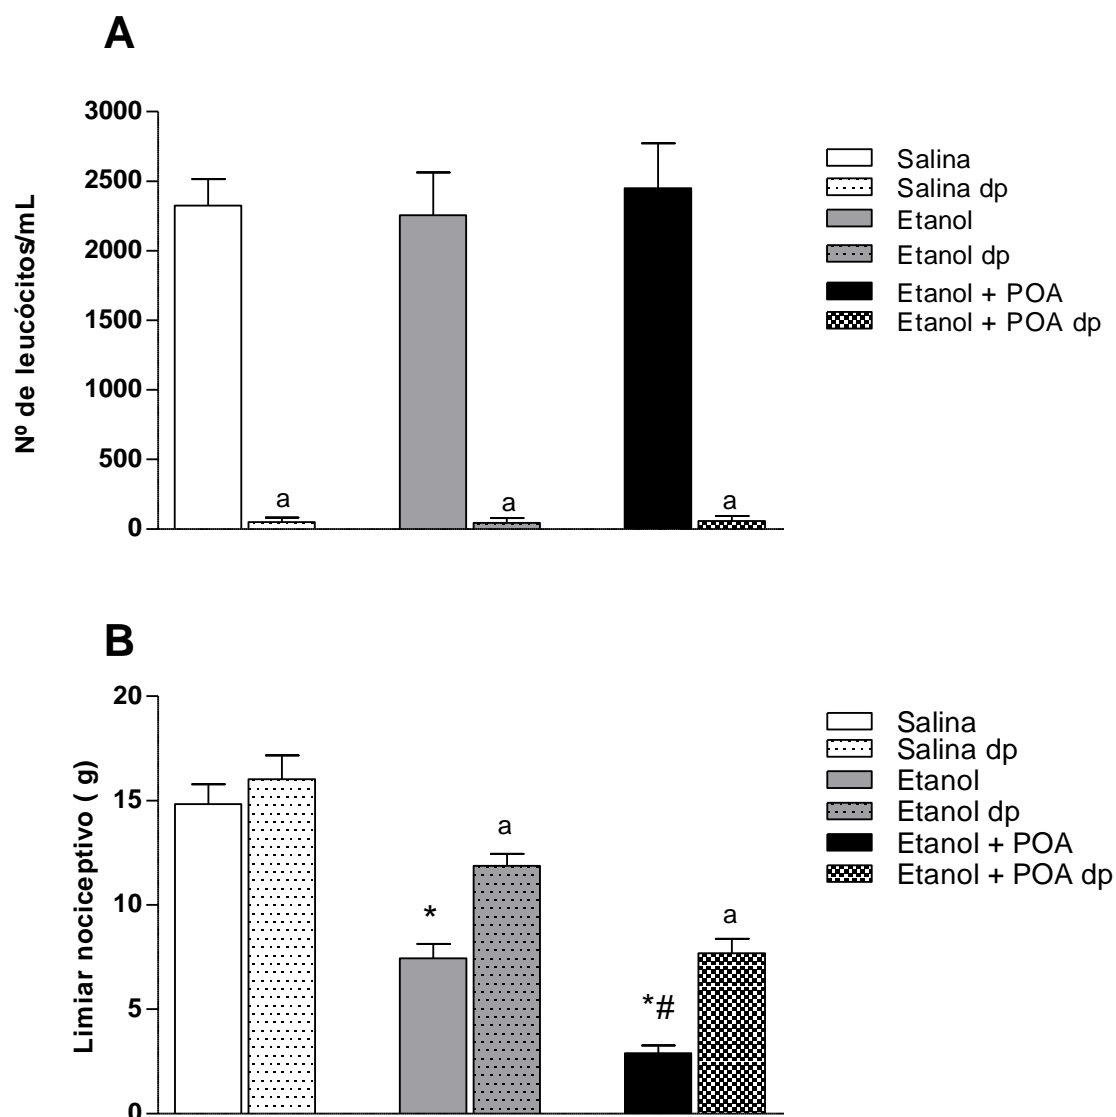 A
3000
2500
2000
1500
1000
500
0
Nº de leucócitos/mL
a
a
a
Salina
Salina dp
Etanol
Etanol dp
Etanol + POA
Etanol + POA dp
B
20
15
10
5
0
Limiar nociceptivo ( g)
*
a
*#
a
Salina
Salina dp
Etanol
Etanol dp
Etanol + POA
Etanol + POA dp